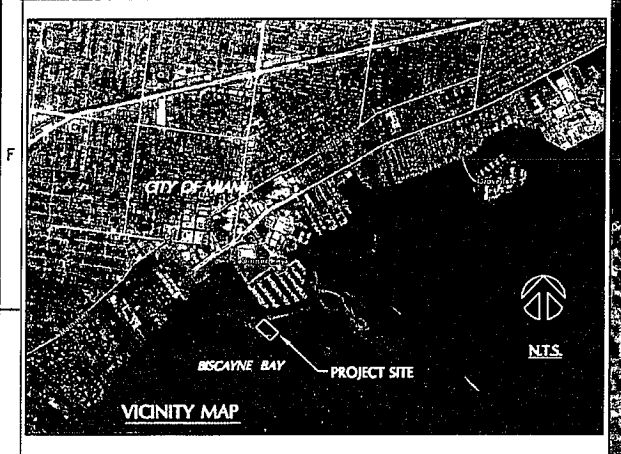 F
CITY OF MIAMI
BISCAYNE BAY
PROJECT SITE
N.T.S.
VICINITY MAP